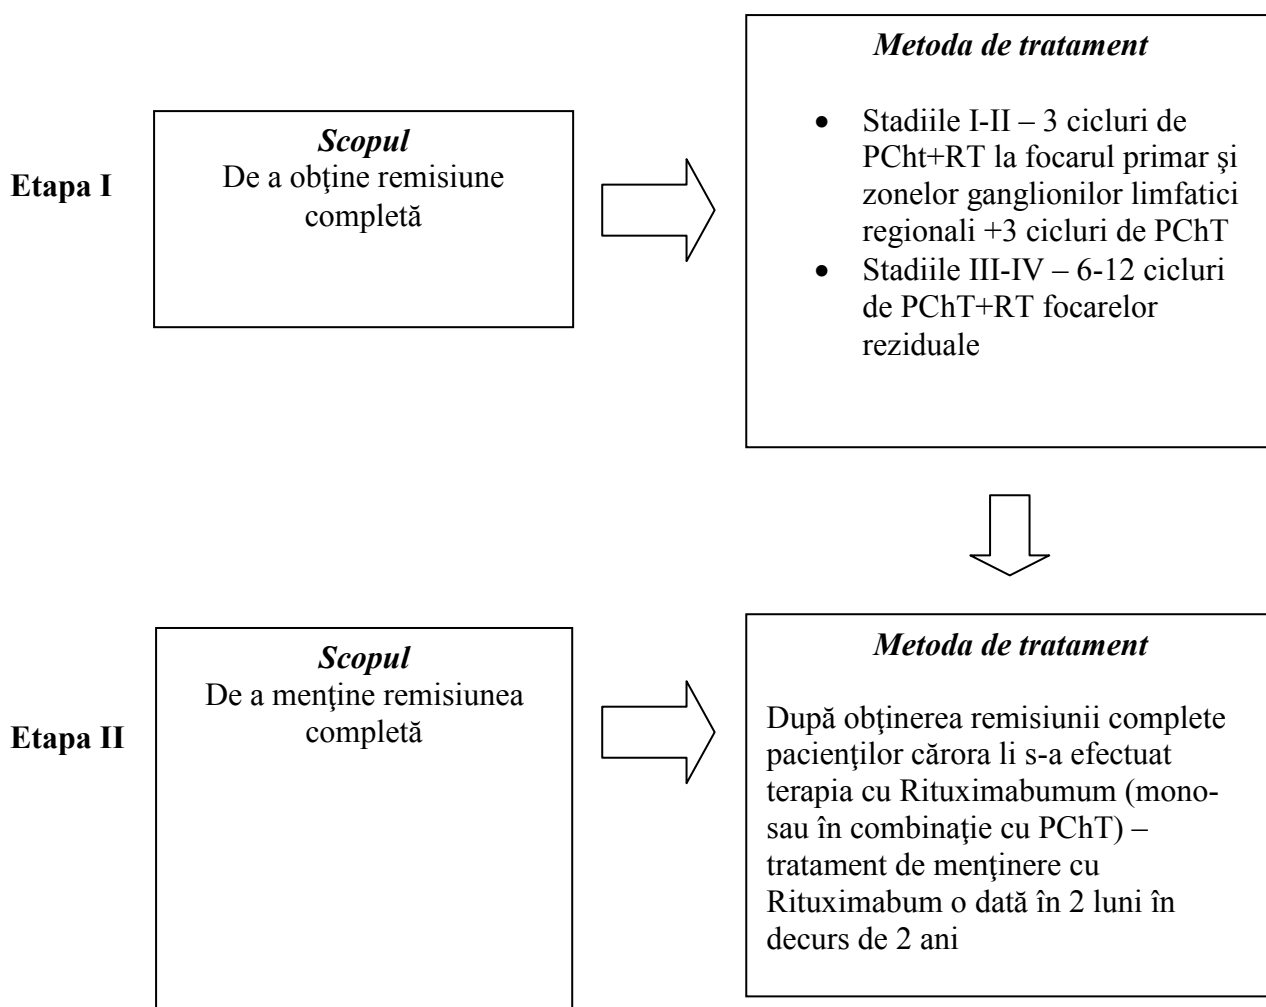 Etapa I
Scopul
De a obţine remisiune
completă
Metoda de tratament
• Stadiile I-II – 3 cicluri de
PCht+RT la focarul primar şi
zonelor ganglionilor limfatici
regionali +3 cicluri de PChT
• Stadiile III-IV – 6-12 cicluri
de PChT+RT focarelor
reziduale
Etapa II
Scopul
De a menţine remisiunea
completă
Metoda de tratament
După obţinerea remisiunii complete
pacienţilor cărora li s-a efectuat
terapia cu Rituximabumum (mono-
sau în combinaţie cu PChT) –
tratament de menţinere cu
Rituximabum o dată în 2 luni în
decurs de 2 ani